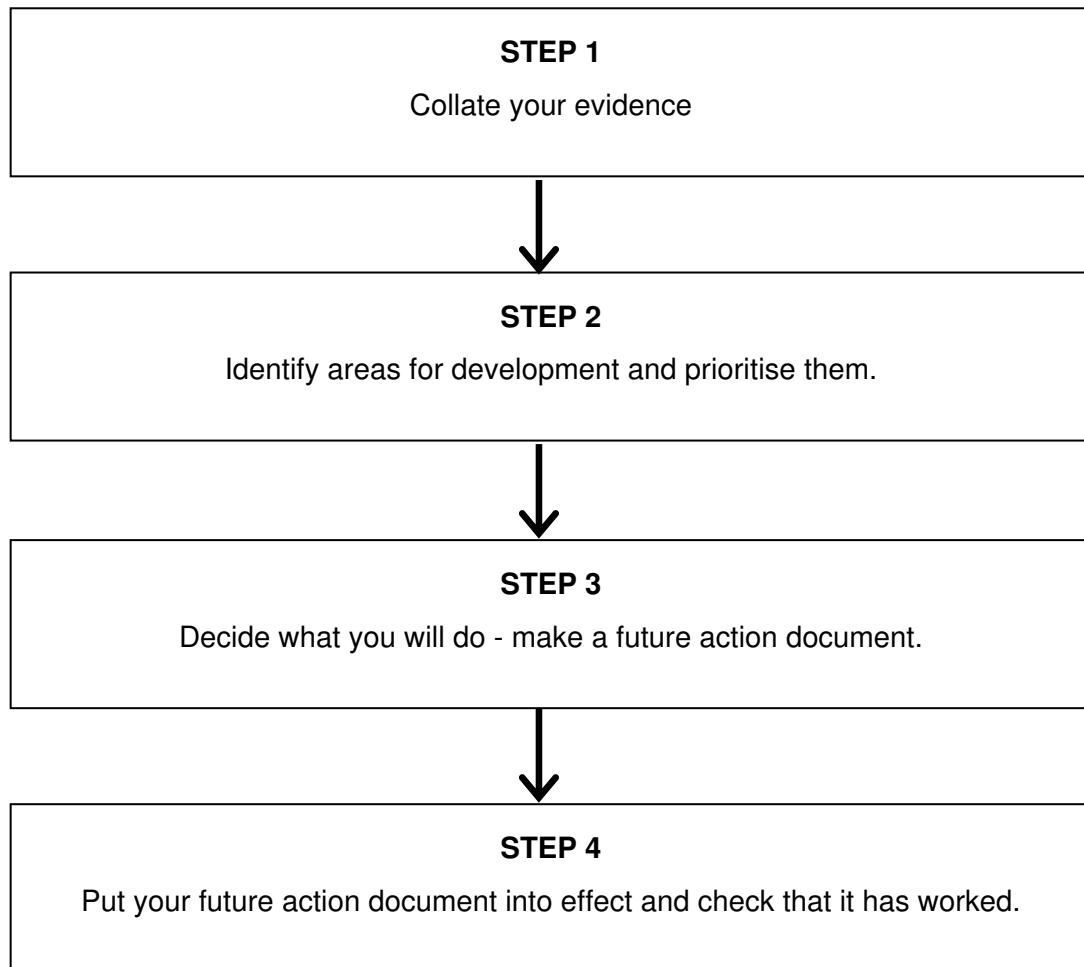 STEP 1
Collate your evidence
STEP 2
Identify areas for development and prioritise them.
STEP 3
Decide what you will do - make a future action document.
STEP 4
Put your future action document into effect and check that it has worked.